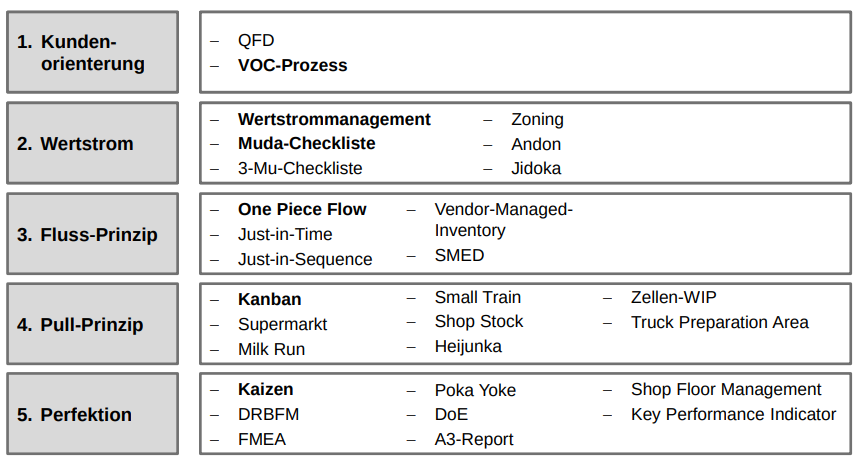 1. Kunden-
orienterung
– QFD
– VOC-Prozess
2. Wertstrom
– Wertstrommanagement
– Muda-Checkliste
– 3-Mu-Checkliste
– Zoning
– Andon
– Jidoka
3. Fluss-Prinzip
– One Piece Flow
– Just-in-Time
– Just-in-Sequence
– Vendor-Managed-
Inventory
– SMED
4. Pull-Prinzip
– Kanban
– Supermarkt
– Milk Run
– Small Train
– Shop Stock
– Heijunka
– Zellen-WIP
– Truck Preparation Area
5. Perfektion
– Kaizen
– DRBFM
– FMEA
– Poka Yoke
– DoE
– A3-Report
– Shop Floor Management
– Key Performance Indicator